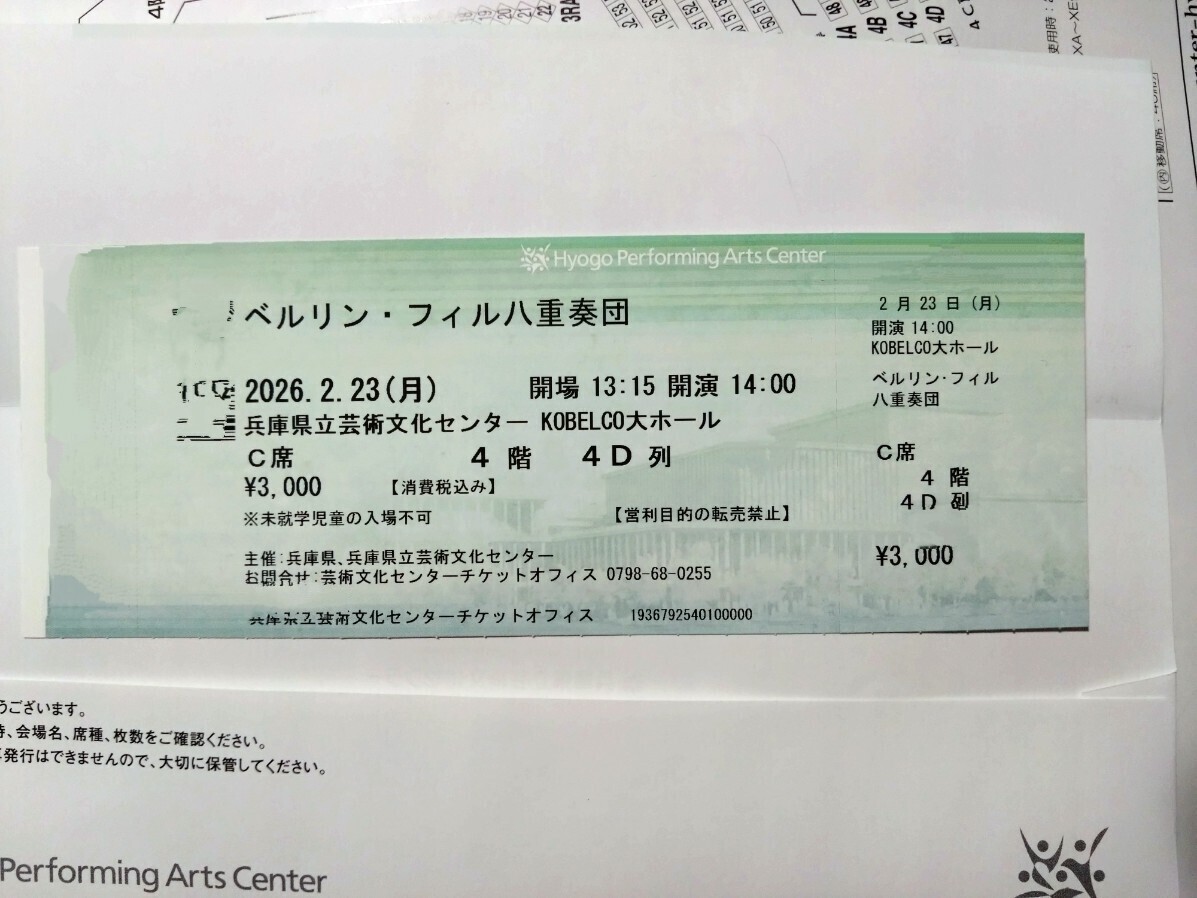 3RA
4B
4C
4D
Hyogo Performing Arts Center
ベルリン・フィル八重奏団
2026. 2. 23(月) 開場 13:15 開演 14:00
兵庫県立芸術文化センター KOBELCO大ホール
C席 4 階 4D 列
¥3,000 【消費税込み】
※未就学児童の入場不可 【営利目的の転売禁止】
主催:兵庫県、兵庫県立芸術文化センター
お問合せ:芸術文化センターチケットオフィス 0798-68-0255
兵庫県立芸術文化センターチケットオフィス 1936792540100000
2 月 23 日 (月)
開演 14:00
KOBELCO大ホール
ベルリン・フィル
八重奏団
C席
4 階
4D 列
¥3,000
うございます。
、会場名、席種、枚数をご確認ください。
発行はできませんので、大切に保管してください。
Performing Arts Center